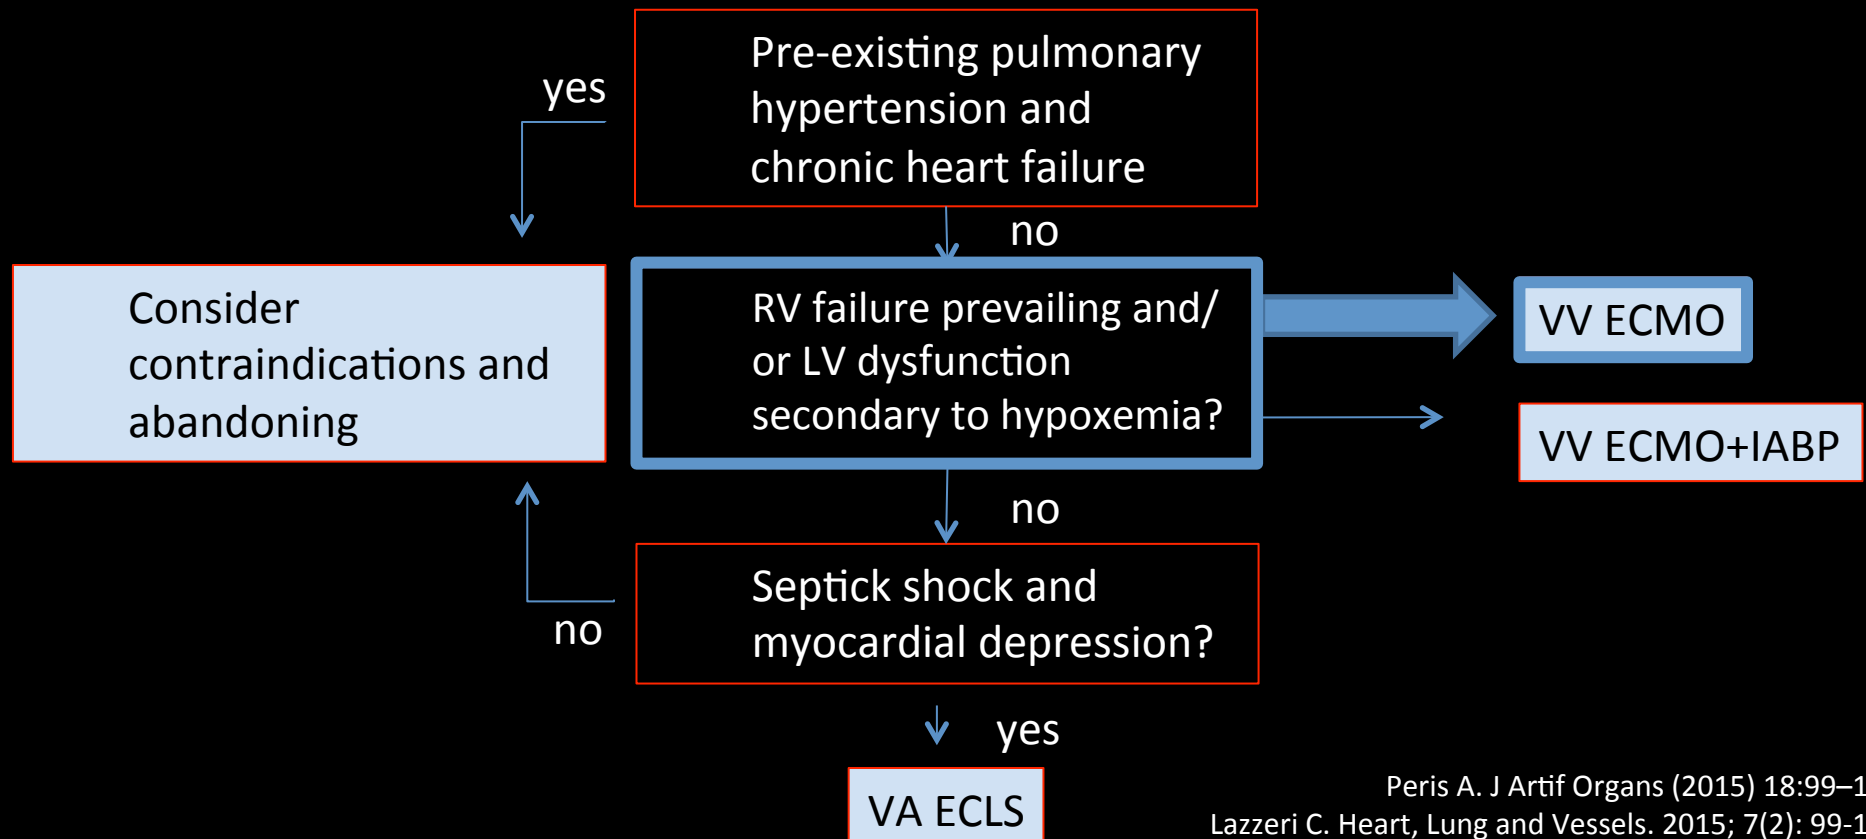 Pre-existing pulmonary
hypertension and
chronic heart failure
yes
no
Consider
contraindications and
abandoning
RV failure prevailing and/
or LV dysfunction
secondary to hypoxemia?
VV ECMO
VV ECMO+IABP
no
Septick shock and
myocardial depression?
no
yes
VA ECLS
Peris A. J Artif Organs (2015) 18:99–1
Lazzeri C. Heart, Lung and Vessels. 2015; 7(2): 99-1